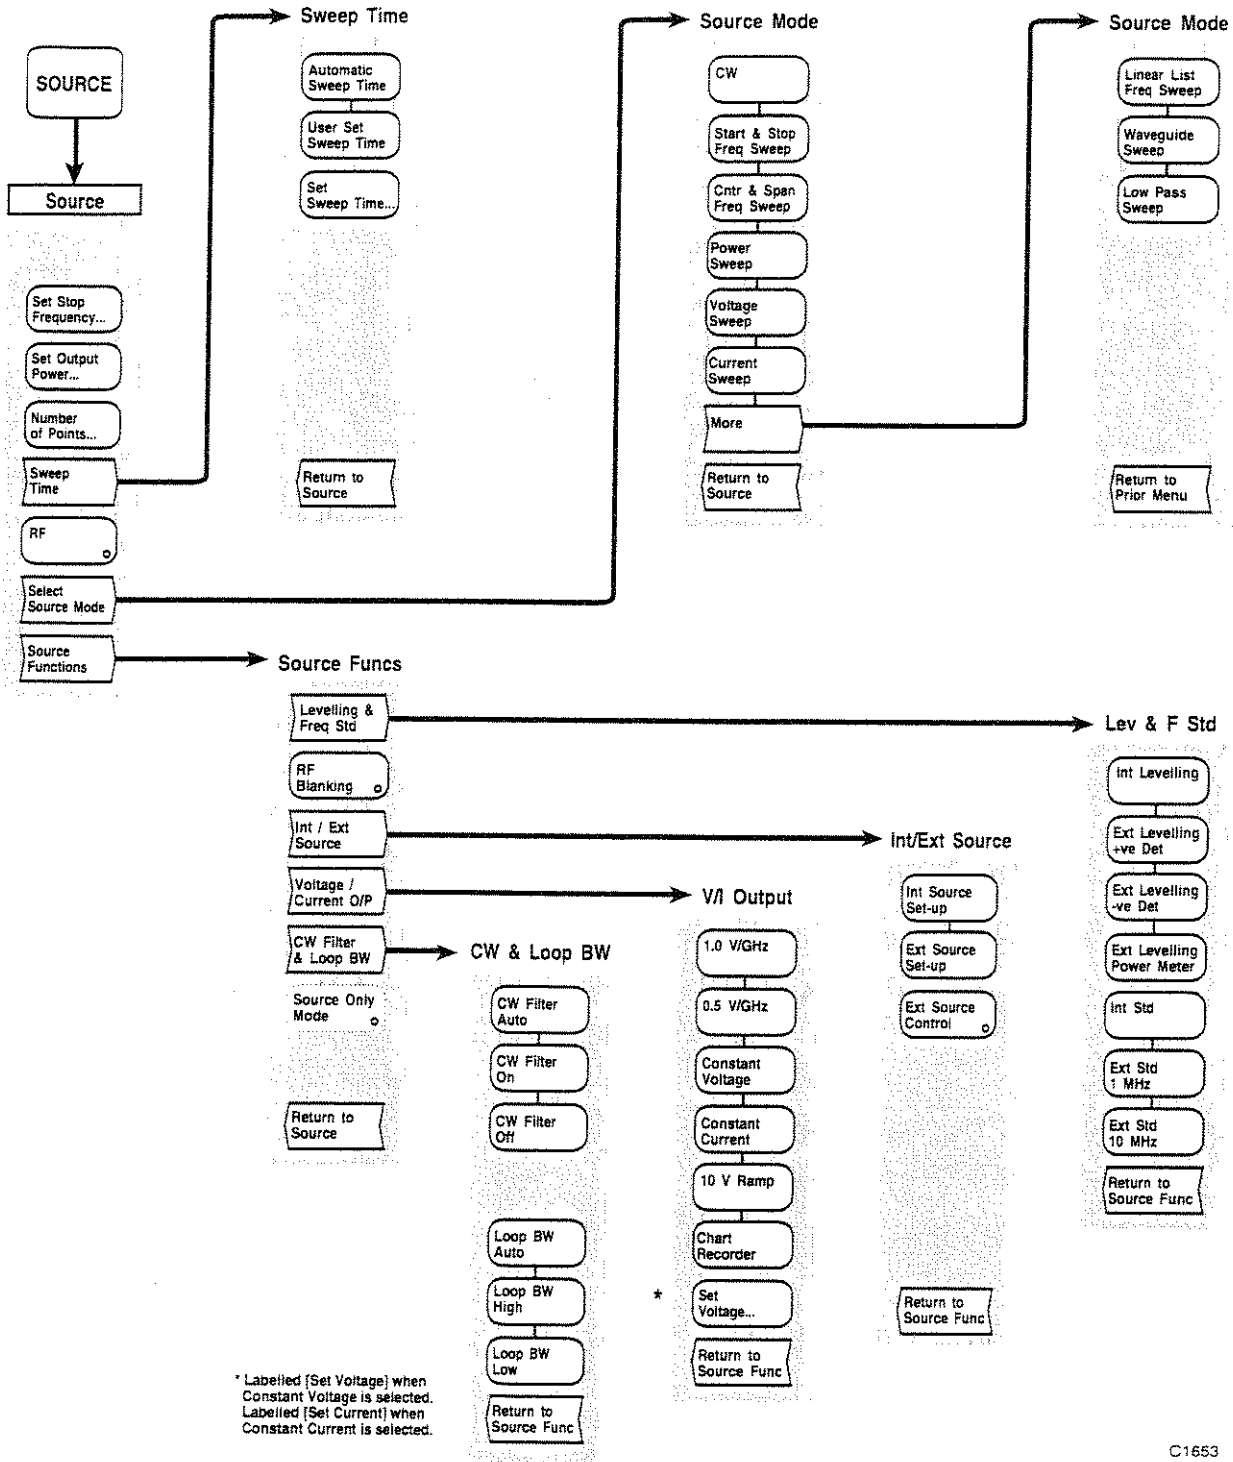 SOURCE
Source
Set Stop
Frequency...
Set Output
Power...
Number
of Points...
Sweep
Time
RF
Select
Source Mode
Source
Functions
Sweep Time
Automatic
Sweep Time
User Set
Sweep Time
Set
Sweep Time...
Return to
Source
Source Mode
CW
Start & Stop
Freq Sweep
Cntr & Span
Freq Sweep
Power
Sweep
Voltage
Sweep
Current
Sweep
More
Return to
Source
Source Mode
Linear List
Freq Sweep
Waveguide
Sweep
Low Pass
Sweep
Return to
Prior Menu
Source Funcs
Levelling &
Freq Std
RF
Blanking
Int / Ext
Source
Voltage /
Current O/P
CW Filter
& Loop BW
Source Only
Mode
Return to
Source
CW & Loop BW
CW Filter
Auto
CW Filter
On
CW Filter
Off
Loop BW
Auto
Loop BW
High
Loop BW
Low
Return to
Source Func
V/I Output
1.0 V/GHz
0.5 V/GHz
Constant
Voltage
Constant
Current
10 V Ramp
Chart
Recorder
*
Set
Voltage...
Return to
Source Func
Int/Ext Source
Int Source
Set-up
Ext Source
Set-up
Ext Source
Control
Return to
Source Func
Lev & F Std
Int Levelling
Ext Levelling
+ve Det
Ext Levelling
-ve Det
Ext Levelling
Power Meter
Int Std
Ext Std
1 MHz
Ext Std
10 MHz
Return to
Source Func
* Labelled [Set Voltage] when
Constant Voltage is selected.
Labelled [Set Current] when
Constant Current is selected.
C1653